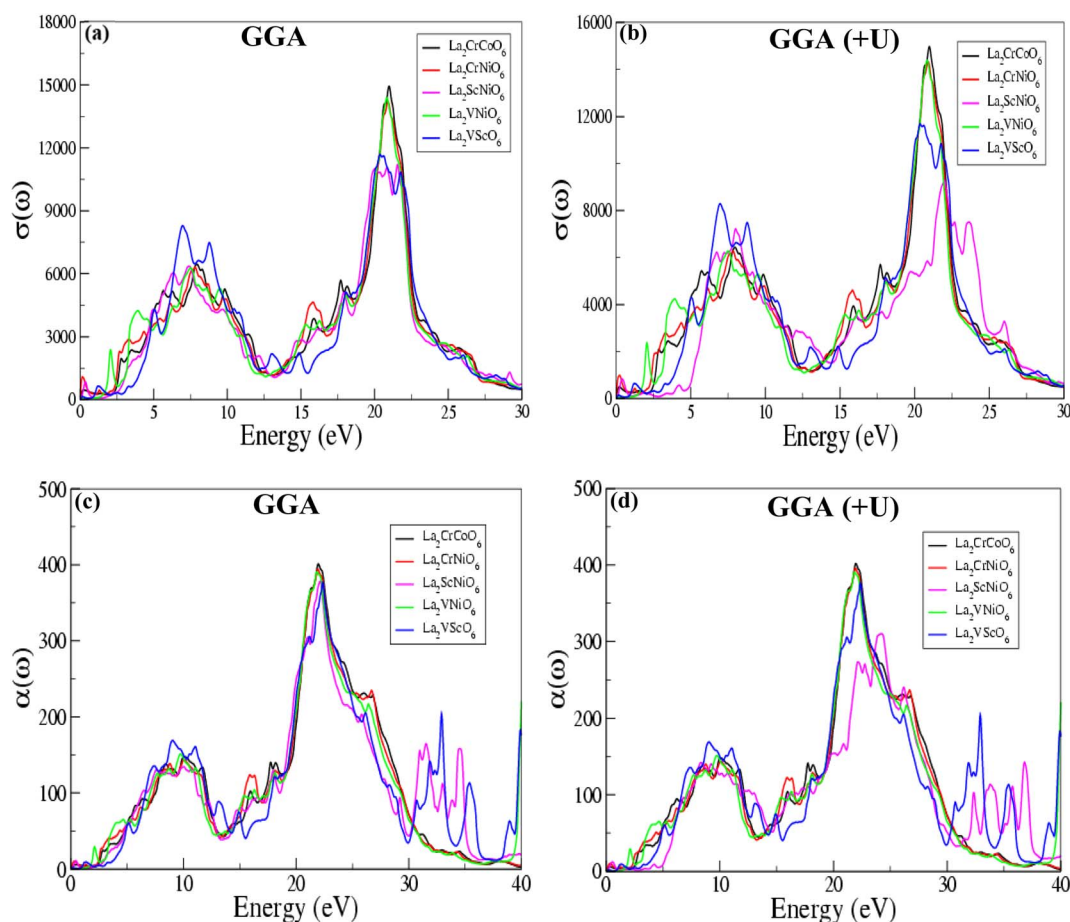 (a) GGA
18000
15000
12000
9000
6000
3000
0
σ(ω)
La₂CrCoO₆
La₂CrNiO₆
La₂ScNiO₆
La₂VNiO₆
La₂VScO₆
0 5 10 15 20 25 30
Energy (eV)
(b) GGA (+U)
16000
12000
8000
4000
0
σ(ω)
La₂CrCoO₆
La₂CrNiO₆
La₂ScNiO₆
La₂VNiO₆
La₂VScO₆
0 5 10 15 20 25 30
Energy (eV)
(c) GGA
500
400
300
200
100
0
α(ω)
La₂CrCoO₆
La₂CrNiO₆
La₂ScNiO₆
La₂VNiO₆
La₂VScO₆
0 10 20 30 40
Energy (eV)
(d) GGA (+U)
500
400
300
200
100
0
α(ω)
La₂CrCoO₆
La₂CrNiO₆
La₂ScNiO₆
La₂VNiO₆
La₂VScO₆
0 10 20 30 40
Energy (eV)